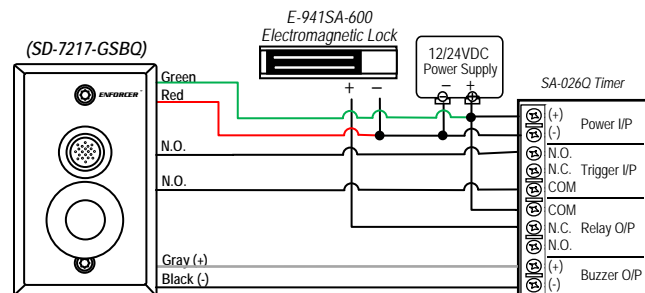 E-941SA-600
Electromagnetic Lock
(SD-7217-GSBQ)
12/24VDC
Power Supply
– +
+ –
SA-026Q Timer
ENFORCER™
Green
Red
N.O.
N.O.
Gray (+)
Black (-)
(+)
(-)
Power I/P
N.O.
N.C. Trigger I/P
COM
COM
N.C. Relay O/P
N.O.
(+)
(-)
Buzzer O/P